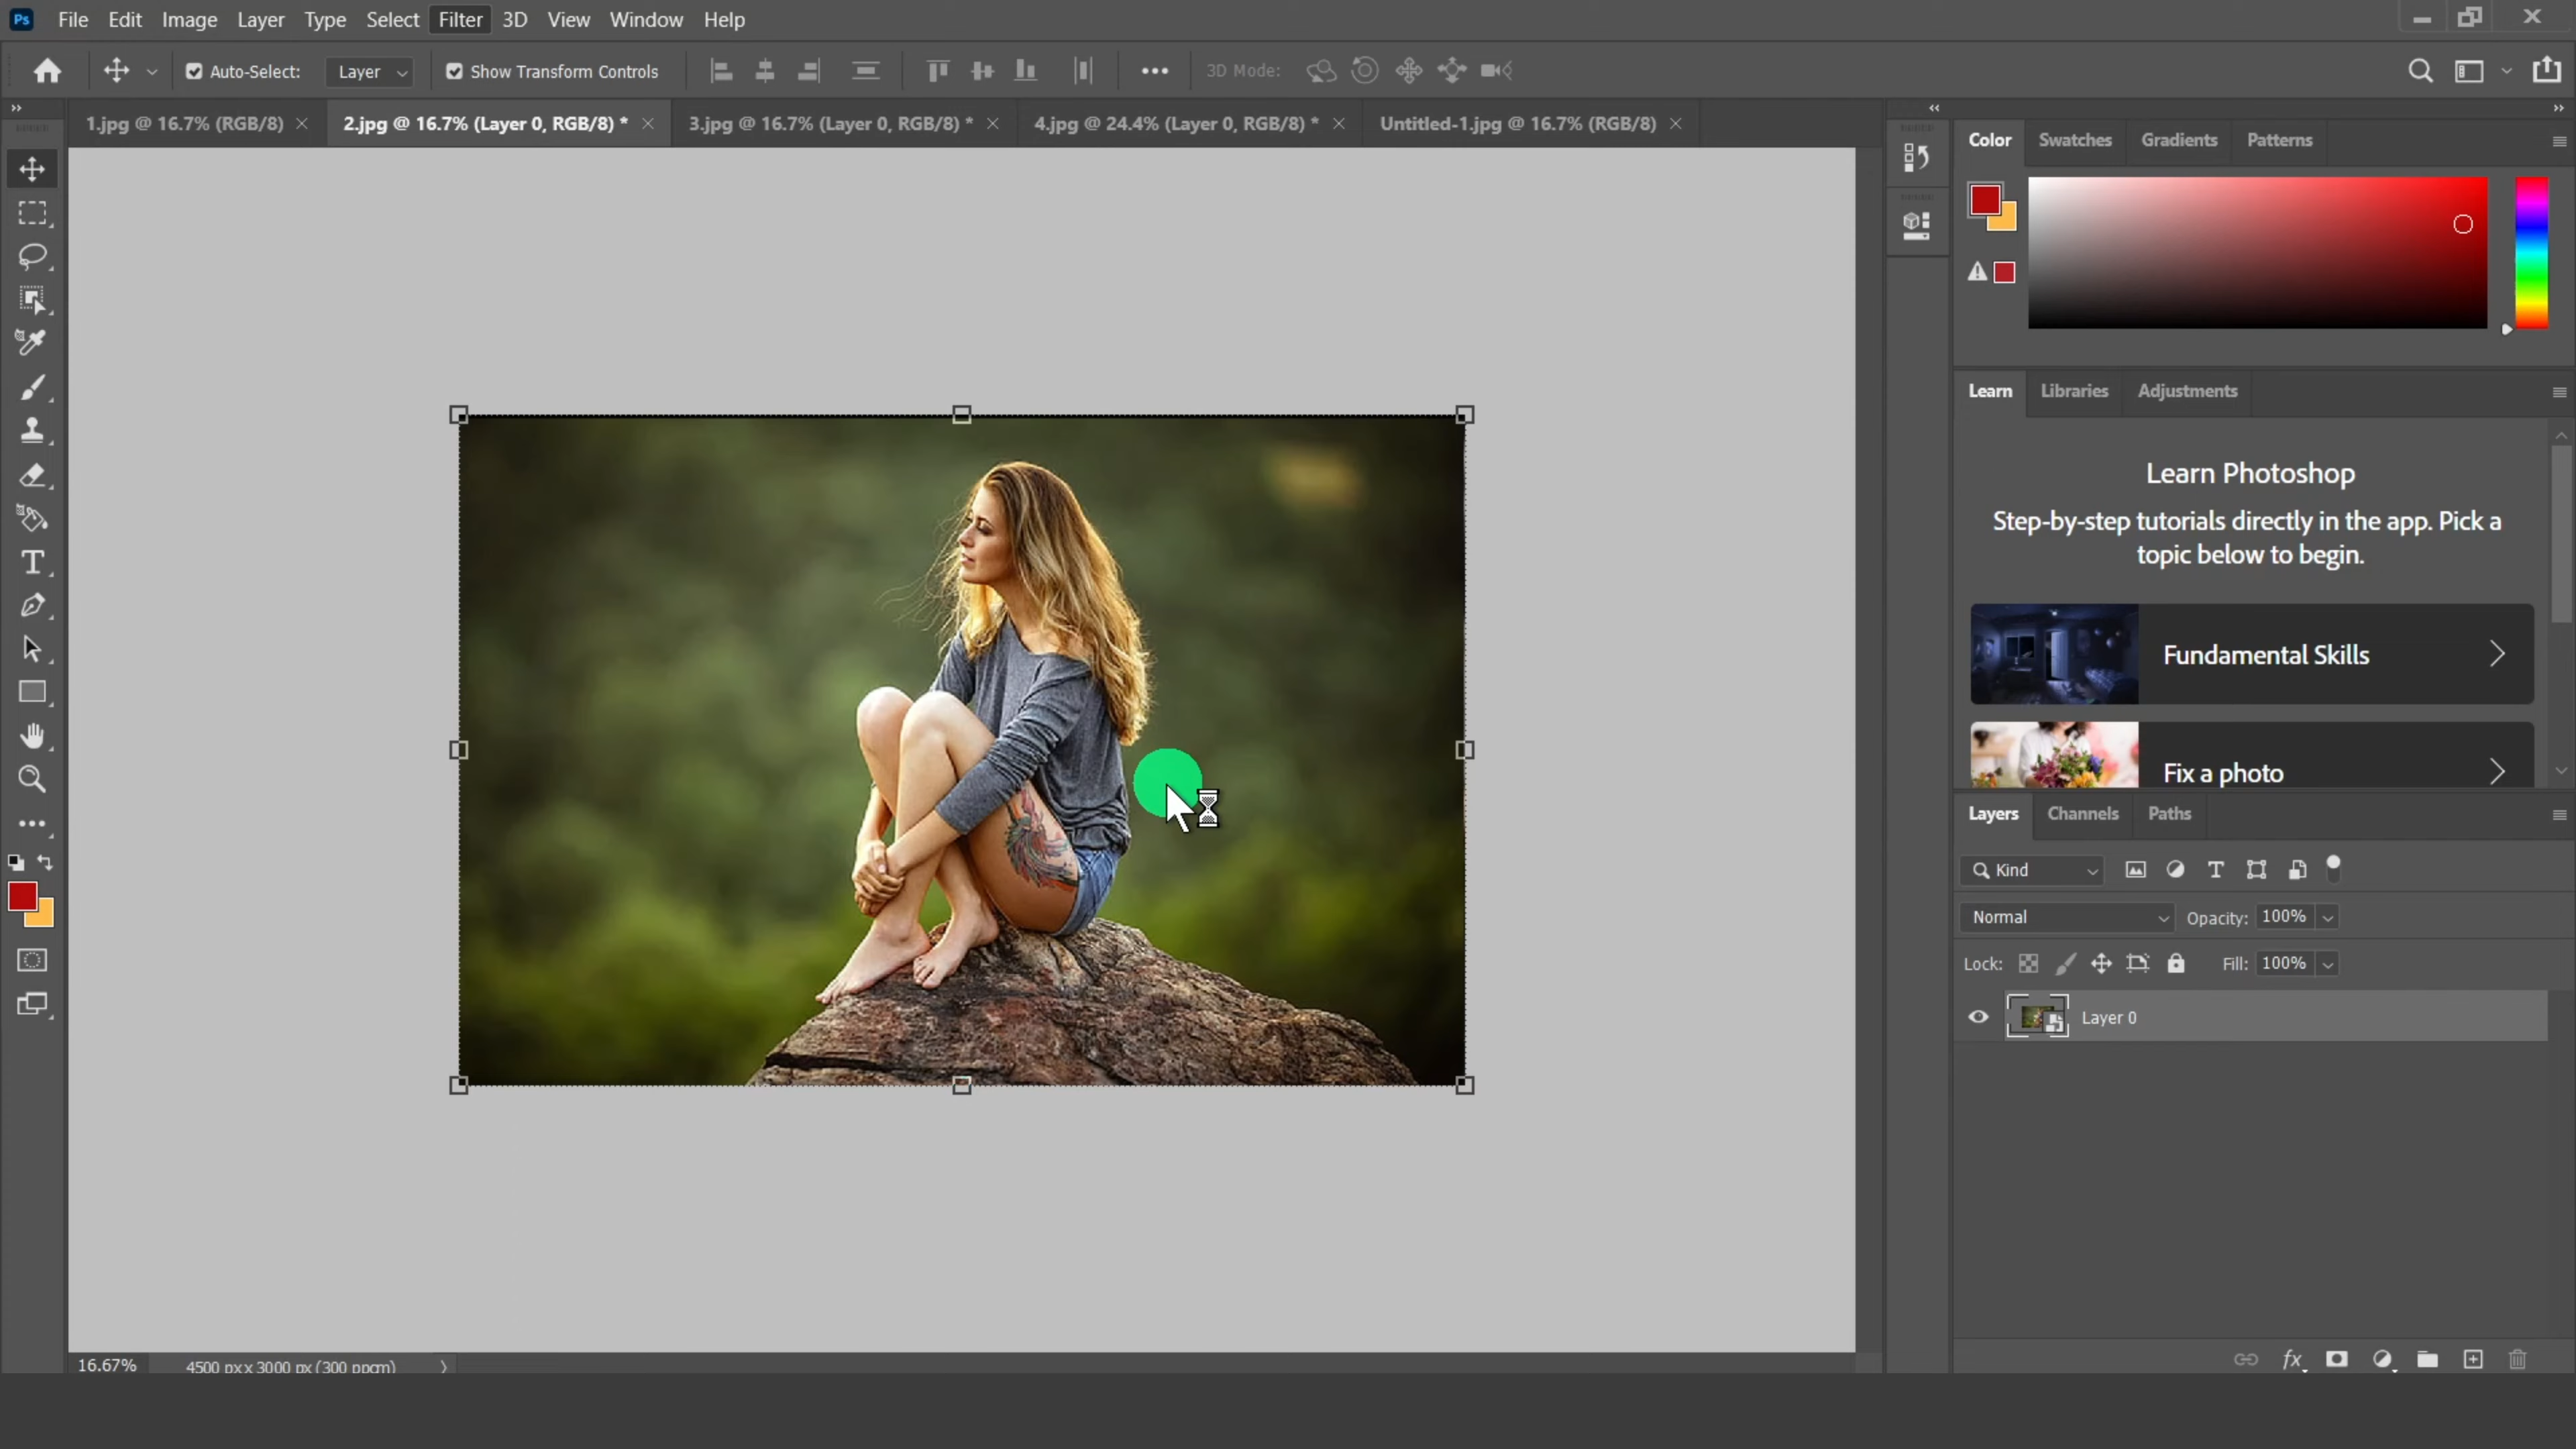 Ps File Edit Image Layer Type Select Filter 3D View Window Help
Auto-Select: Layer Show Transform Controls 3D Mode:
1.jpg @ 16.7% (RGB/8) 2.jpg @ 16.7% (Layer 0, RGB/8) * 3.jpg @ 16.7% (Layer 0, RGB/8) * 4.jpg @ 24.4% (Layer 0, RGB/8) * Untitled-1.jpg @ 16.7% (RGB/8)
Color Swatches Gradients Patterns
Learn Libraries Adjustments
Learn Photoshop
Step-by-step tutorials directly in the app. Pick a
topic below to begin.
Fundamental Skills
Fix a photo
Layers Channels Paths
Kind
Normal Opacity: 100%
Lock: Fill: 100%
Layer 0
16.67% 4500 px x 3000 px (300 ppcm)
fx